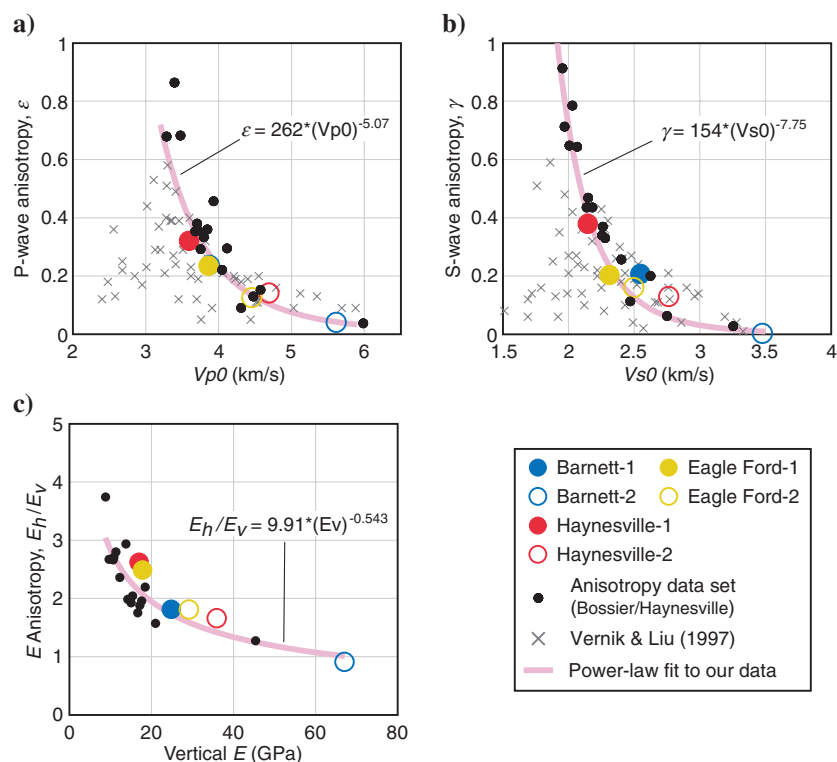 a)
b)
1
0.8
0.6
0.4
0.2
0
P-wave anisotropy, ε
ε = 262*(Vp0)-5.07
2
3
4
5
6
Vp0 (km/s)
1
0.8
0.6
0.4
0.2
0
S-wave anisotropy, γ
γ = 154*(Vs0)-7.75
1.5
2
2.5
3
3.5
4
Vs0 (km/s)
c)
5
4
3
2
1
0
E Anisotropy, Eh/Ev
Eh/Ev = 9.91*(Ev)-0.543
0
20
40
60
80
Vertical E (GPa)
Barnett-1 Eagle Ford-1
Barnett-2 Eagle Ford-2
Haynesville-1
Haynesville-2
Anisotropy data set
(Bossier/Haynesville)
Vernik & Liu (1997)
Power-law fit to our data